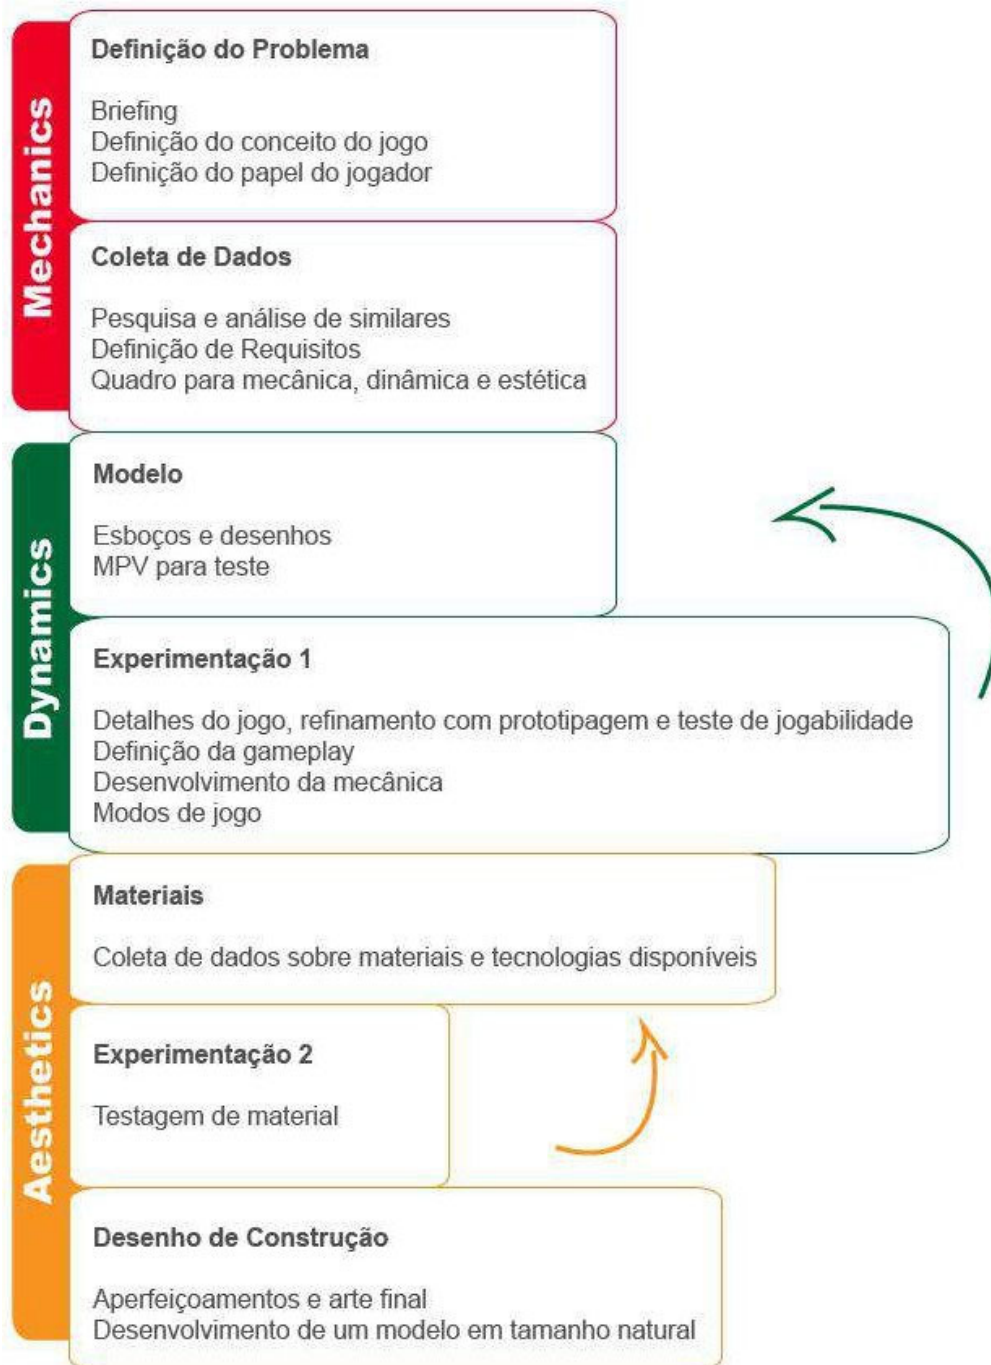 Mechanics
Definição do Problema
Briefing
Definição do conceito do jogo
Definição do papel do jogador
Coleta de Dados
Pesquisa e análise de similares
Definição de Requisitos
Quadro para mecânica, dinâmica e estética
Dynamics
Modelo
Esboços e desenhos
MPV para teste
Experimentação 1
Detalhes do jogo, refinamento com prototipagem e teste de jogabilidade
Definição da gameplay
Desenvolvimento da mecânica
Modos de jogo
Aesthetics
Materiais
Coleta de dados sobre materiais e tecnologias disponíveis
Experimentação 2
Testagem de material
Desenho de Construção
Aperfeiçoamentos e arte final
Desenvolvimento de um modelo em tamanho natural